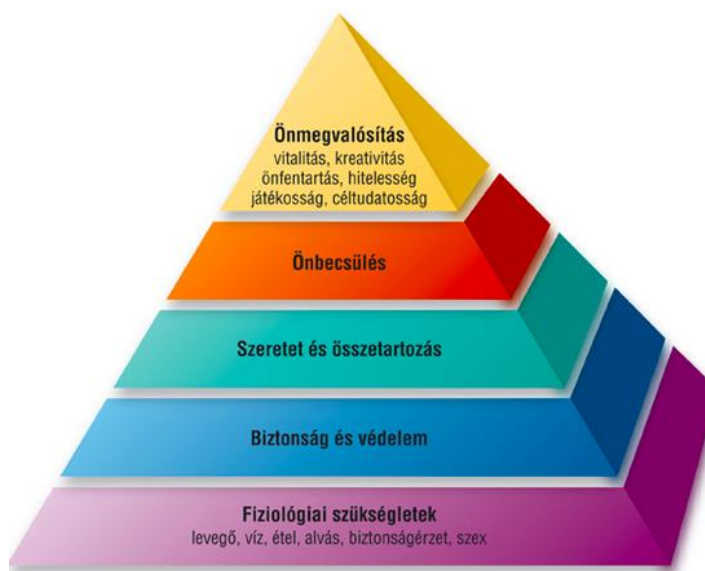 Önmegvalósítás
vitalitás, kreativitás
önfentartás, hitelesség
játékosság, céltudatosság
Önbecsülés
Szeretet és összetartozás
Biztonság és védelem
Fiziológiai szükségletek
levegő, víz, étel, alvás, biztonságérzet, szex